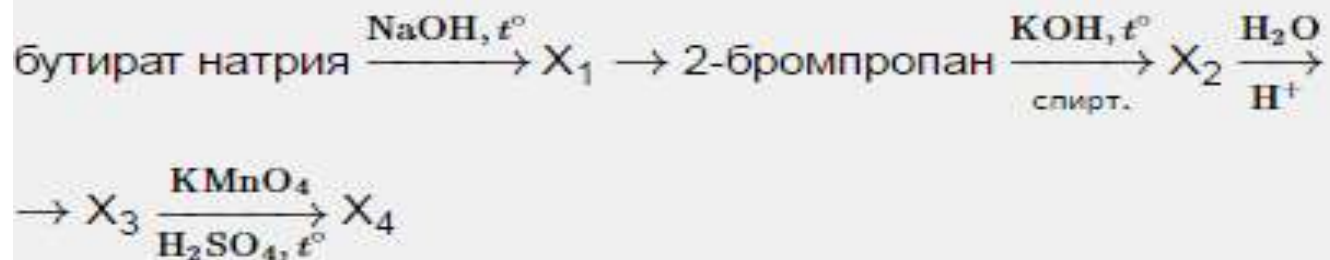 бутират натрия —NaOH, t°→ X₁ → 2-бромпропан —KOH, t° / спирт.→ X₂ —H₂O / H⁺→
→ X₃ —KMnO₄ / H₂SO₄, t°→ X₄